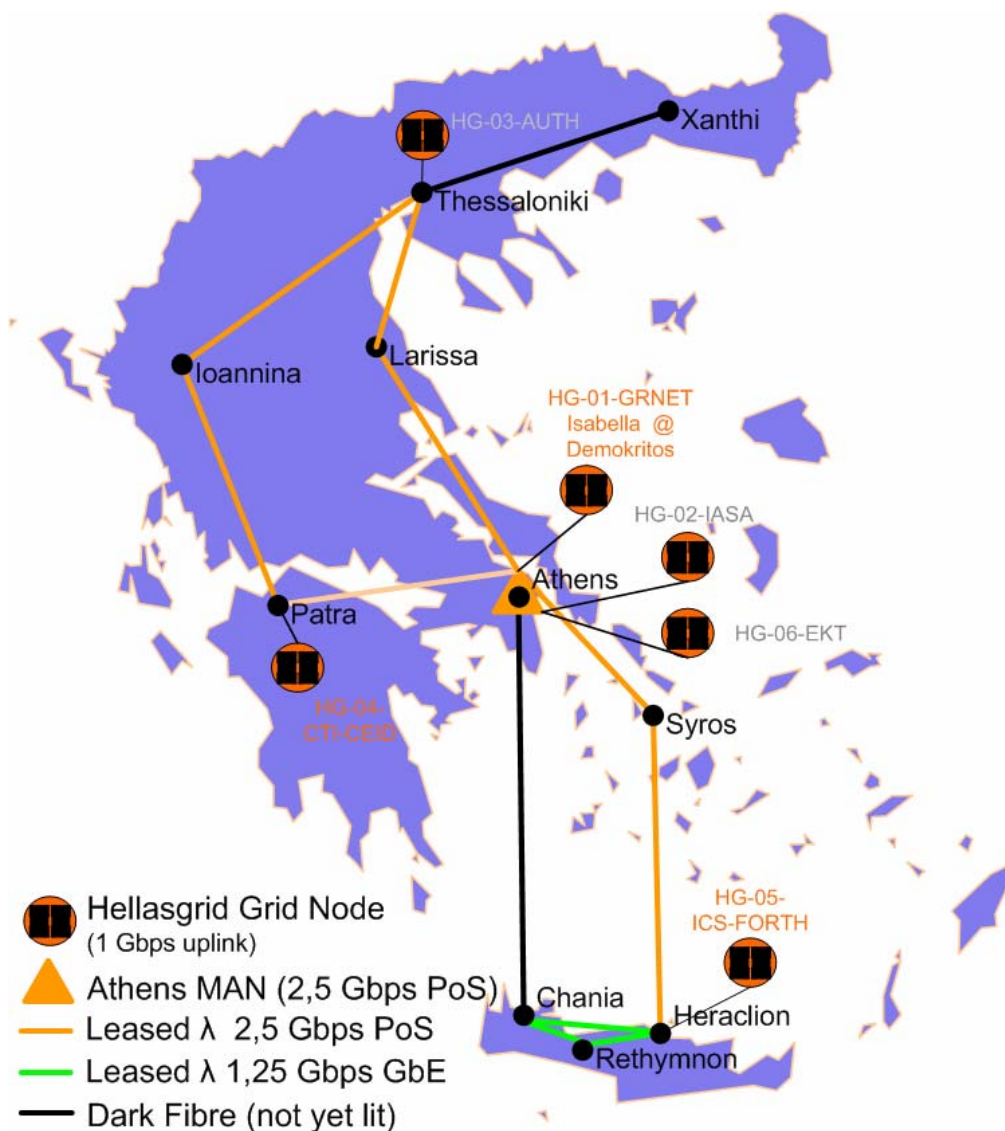 HG-03-AUTH
Xanthi
Thessaloniki
Larissa
Ioannina
HG-01-GRNET
Isabella @
Demokritos
HG-02-IASA
Athens
Patra
HG-06-EKT
HG-04-
CTI-CEID
Syros
HG-05-
ICS-FORTH
Chania
Heraclion
Rethymnon
Hellasgrid Grid Node
(1 Gbps uplink)
Athens MAN (2,5 Gbps PoS)
Leased λ 2,5 Gbps PoS
Leased λ 1,25 Gbps GbE
Dark Fibre (not yet lit)